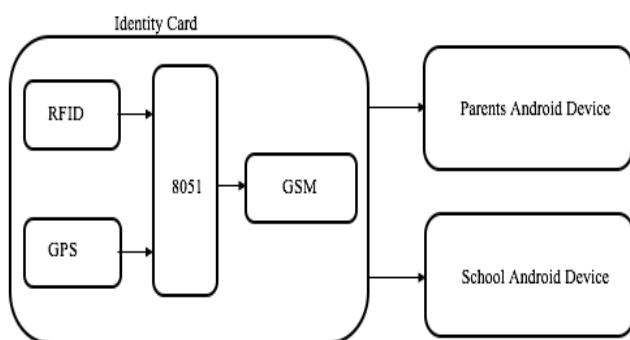 Identity Card
RFID
Parents Android Device
8051
GSM
GPS
School Android Device